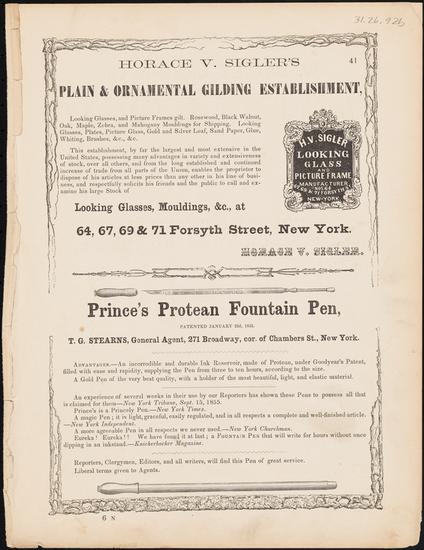 31.26.92b
HORACE V. SIGLER'S
41
PLAIN & ORNAMENTAL GILDING ESTABLISHMENT,
Looking Glasses, and Picture Frames gilt. Rosewood, Black Walnut,
Oak, Maple, Zebra, and Mahogany Mouldings for Shipping. Looking
Glasses, Plates, Picture Glass, Gold and Silver Leaf, Sand Paper, Glue,
Whiting, Brushes, &c., &c.
This establishment, by far the largest and most extensive in the
United States, possessing many advantages in variety and extensiveness
of stock, over all others, and from the long established and continued
increase of trade from all parts of the Union, enables the proprietor to
dispose of his articles at less prices than any other in his line of busi-
ness, and respectfully solicits his friends and the public to call and ex-
amine his large Stock of
H.V. SIGLER
LOOKING
GLASS
AND
PICTURE FRAME
MANUFACTURER
NEW-YORK
Looking Glasses, Mouldings, &c., at
64, 67, 69 & 71 Forsyth Street, New York.
HORACE V. SIGLER.
Prince's Protean Fountain Pen,
PATENTED JANUARY 1855.
T. G. STEARNS, General Agent, 271 Broadway, cor. of Chambers St., New York.
ADVANTAGES.—An incorrodible and durable Ink Reservoir, made of Protean, under Goodyear's Patent,
filled with ease and rapidity, supplying the Pen from three to ten hours, according to the size.
A Gold Pen of the very best quality, with a holder of the most beautiful, light, and elastic material.
An experience of several weeks in their use by our Reporters has shown these Pens to possess all that
is claimed for them—New York Tribune, Sept. 15, 1855.
Prince's is a Princely Pen.—New York Times.
A magic Pen; it is light, graceful, easily regulated, and in all respects a complete and well-finished article.
—New York Independent.
A more agreeable Pen in all respects we never used.—New York Churchman.
Eureka! Eureka!! We have found it at last; a FOUNTAIN PEN that will write for hours without once
dipping in an inkstand.—Knickerbocker Magazine.
Reporters, Clergymen, Editors, and all writers, will find this Pen of great service.
Liberal terms given to Agents.
6 N